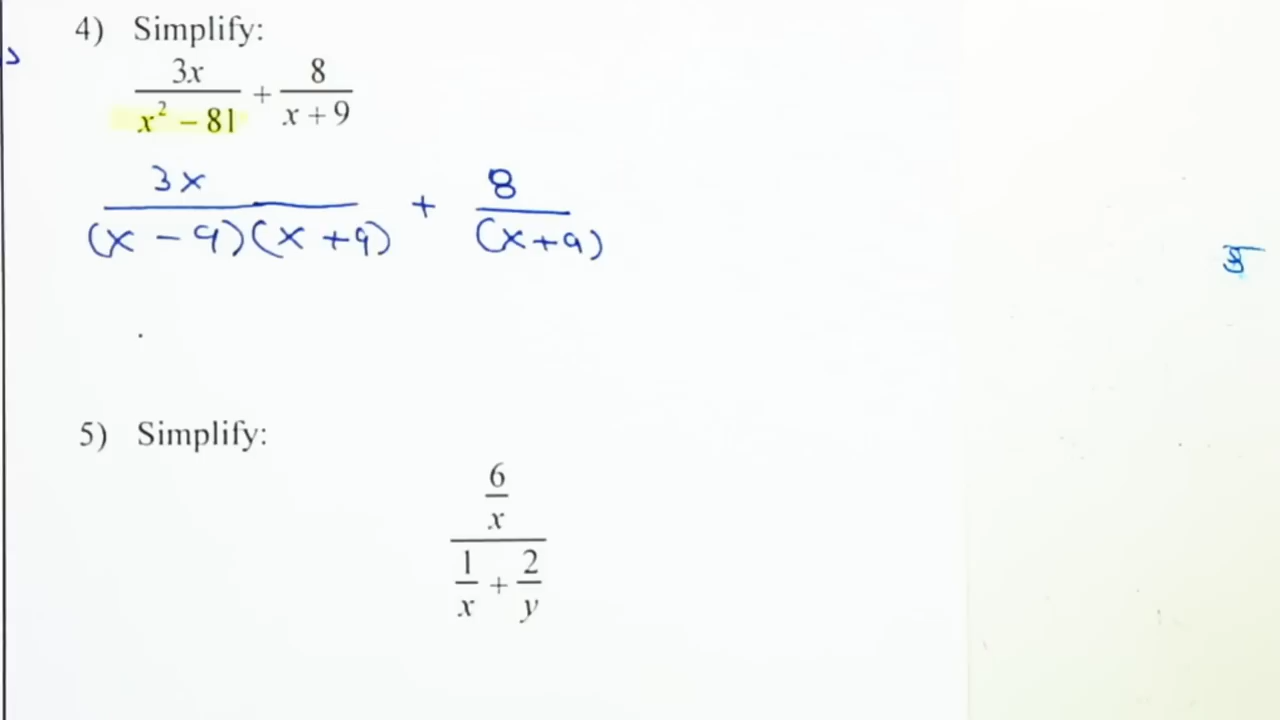 4) Simplify:
3x / (x² − 81) + 8 / (x + 9)
3x / (x − 9)(x + 9) + 8 / (x + 9)
5) Simplify:
6/x
1/x + 2/y